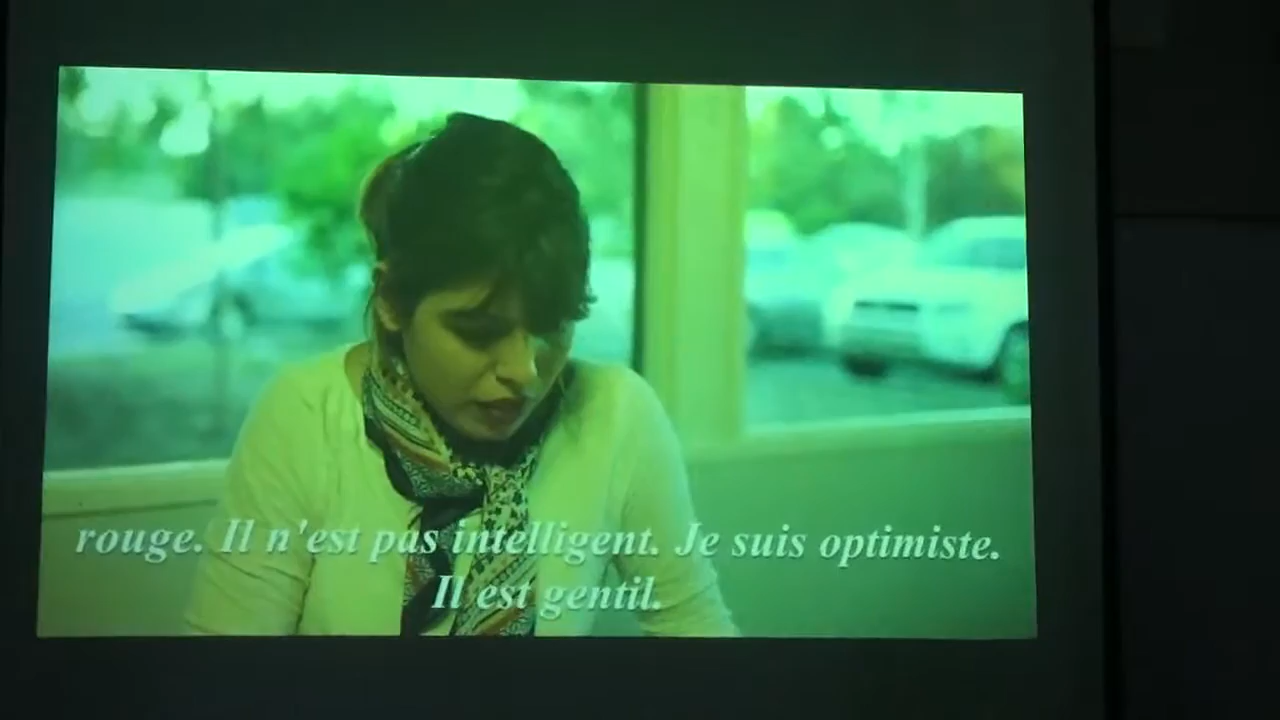 rouge. Il n'est pas intelligent. Je suis optimiste.
Il est gentil.